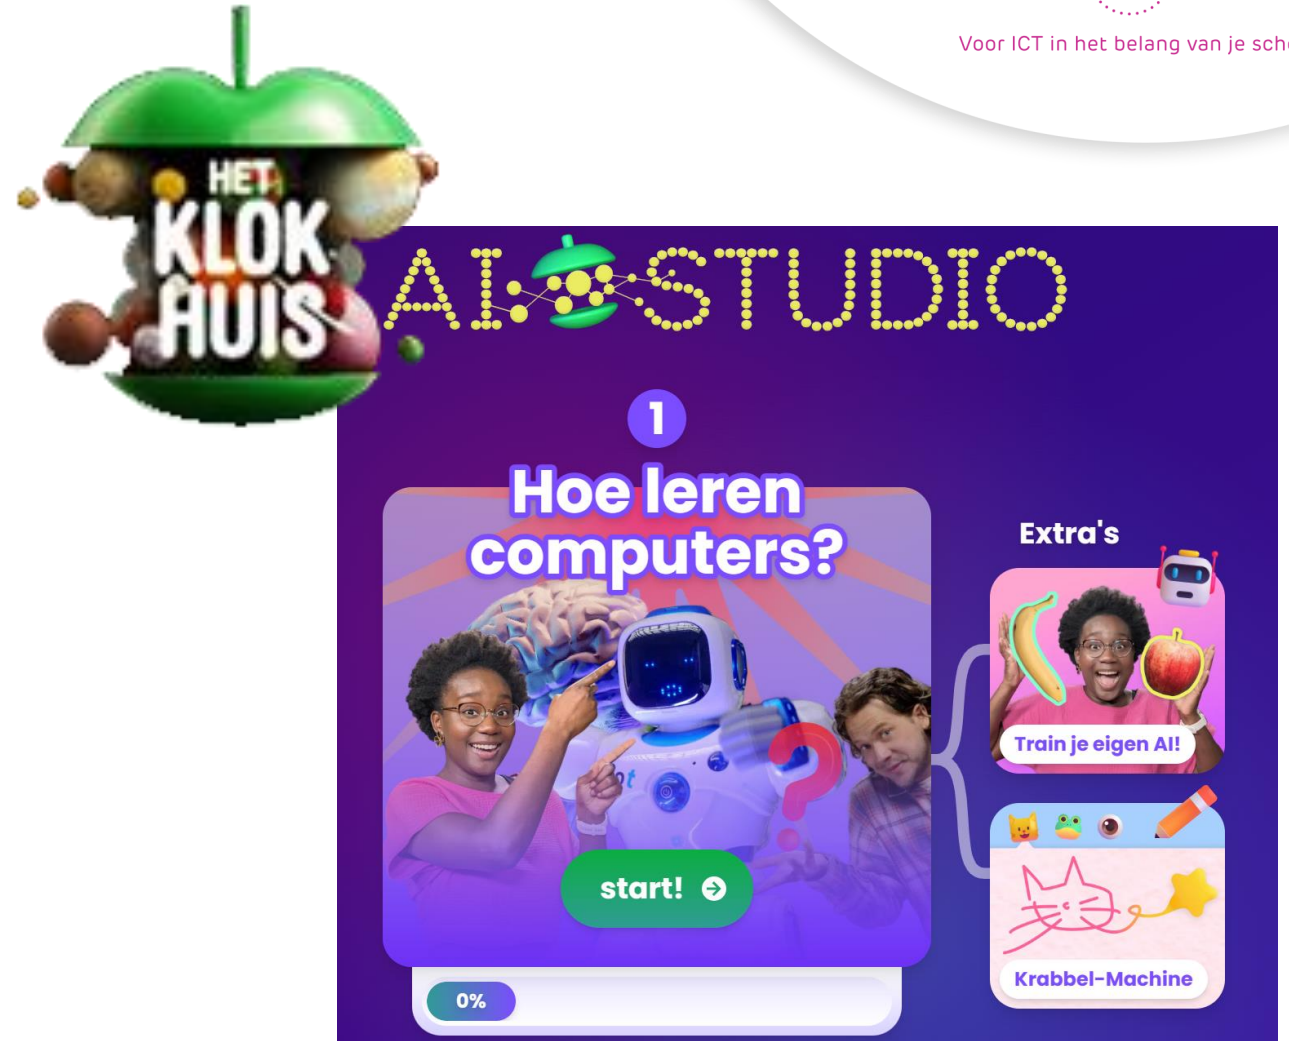 Voor ICT in het belang van je sch
HET
KLOK
HUIS
AI STUDIO
1
Hoe leren
computers?
Extra's
Train je eigen AI!
start!
Krabbel-Machine
0%